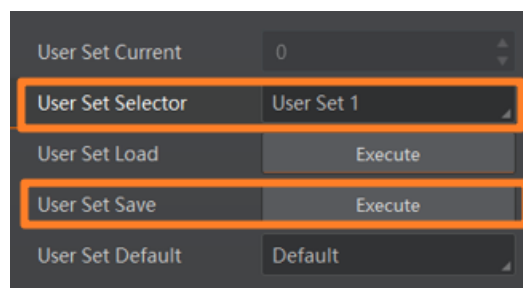 User Set Current 0
User Set Selector User Set 1
User Set Load Execute
User Set Save Execute
User Set Default Default